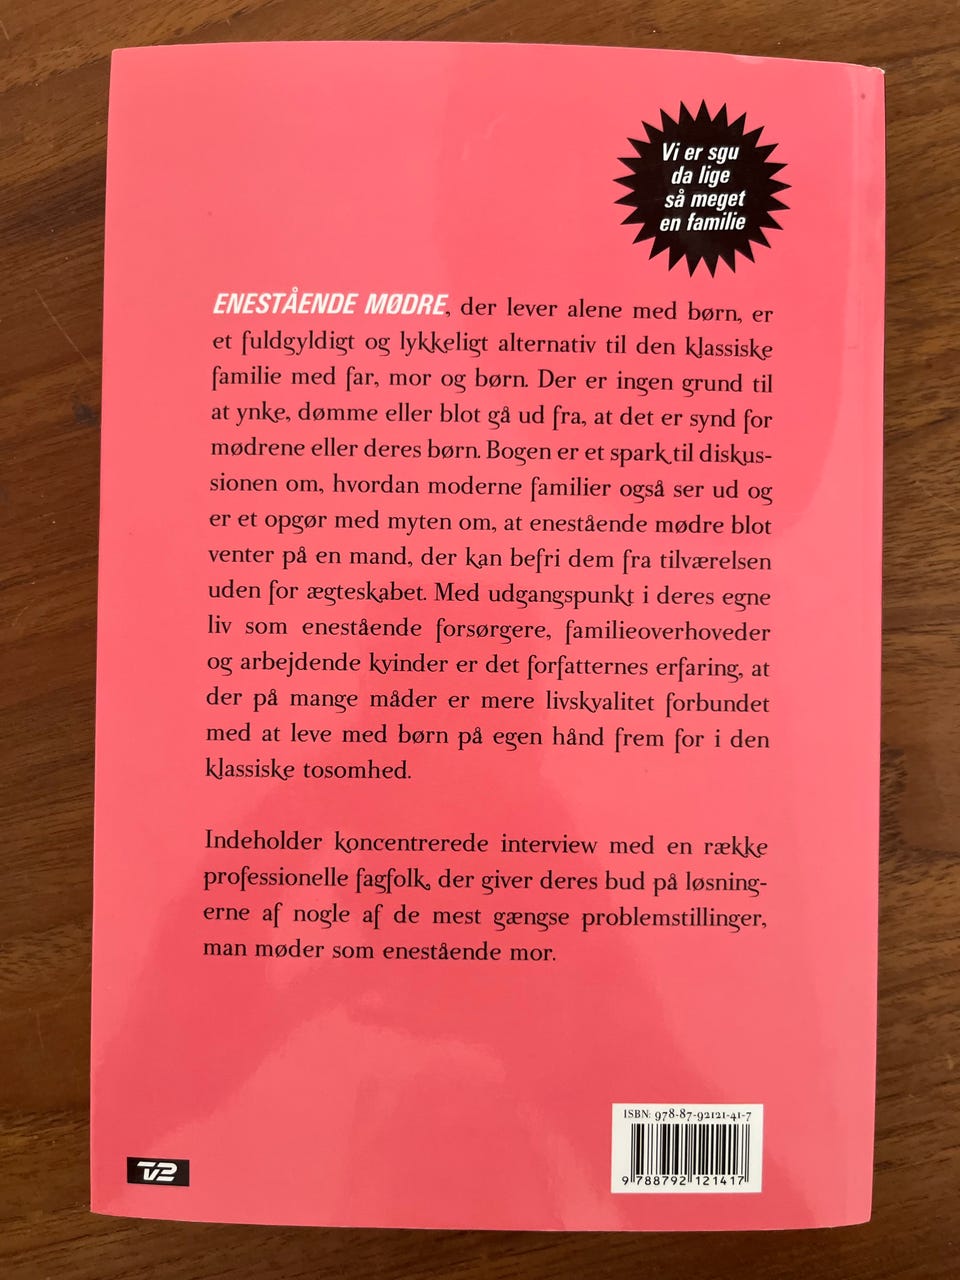 Vi er sgu
da lige
så meget
en familie
ENESTÅENDE MØDRE, der lever alene med børn, er
et fuldgyldigt og lykkeligt alternativ til den klassiske
familie med far, mor og børn. Der er ingen grund til
at ynke, dømme eller blot gå ud fra, at det er synd for
mødrene eller deres børn. Bogen er et spark til diskus-
sionen om, hvordan moderne familier også ser ud og
er et opgør med myten om, at enestående mødre blot
venter på en mand, der kan befri dem fra tilværelsen
uden for ægteskabet. Med udgangspunkt i deres egne
liv som enestående forsørgere, familieoverhoveder
og arbejdende kvinder er det forfatternes erfaring, at
der på mange måder er mere livskvalitet forbundet
med at leve med børn på egen hånd frem for i den
klassiske tosomhed.
Indeholder koncentrerede interview med en række
professionelle fagfolk, der giver deres bud på løsning-
erne af nogle af de mest gængse problemstillinger,
man møder som enestående mor.
ISBN: 978-87-92121-41-7
9 788792 121417
TV2